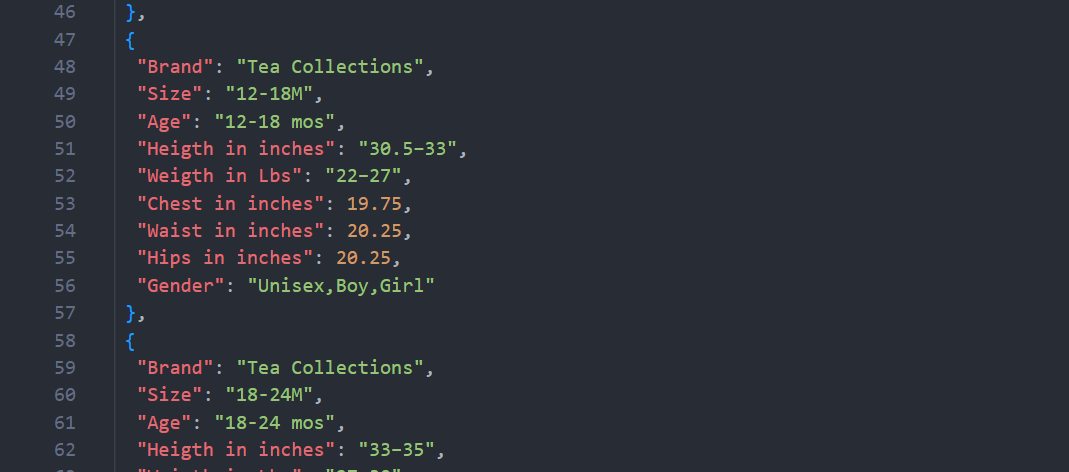 46 },
47 {
48 "Brand": "Tea Collections",
49 "Size": "12-18M",
50 "Age": "12-18 mos",
51 "Heigth in inches": "30.5–33",
52 "Weigth in Lbs": "22–27",
53 "Chest in inches": 19.75,
54 "Waist in inches": 20.25,
55 "Hips in inches": 20.25,
56 "Gender": "Unisex,Boy,Girl"
57 },
58 {
59 "Brand": "Tea Collections",
60 "Size": "18-24M",
61 "Age": "18-24 mos",
62 "Heigth in inches": "33–35",